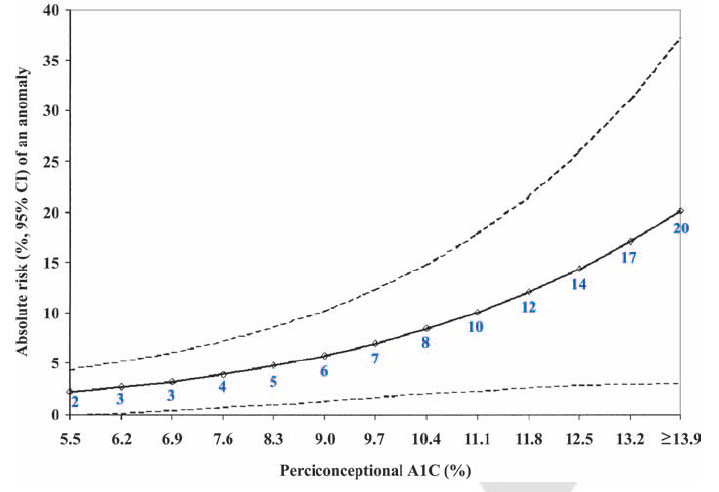 Absolute risk (%, 95% CI) of an anomaly
40
35
30
25
20
15
10
5
0
2 3 3 4 5 6 7 8 10 12 14 17 20
5.5 6.2 6.9 7.6 8.3 9.0 9.7 10.4 11.1 11.8 12.5 13.2 ≥13.9
Perciconceptional A1C (%)